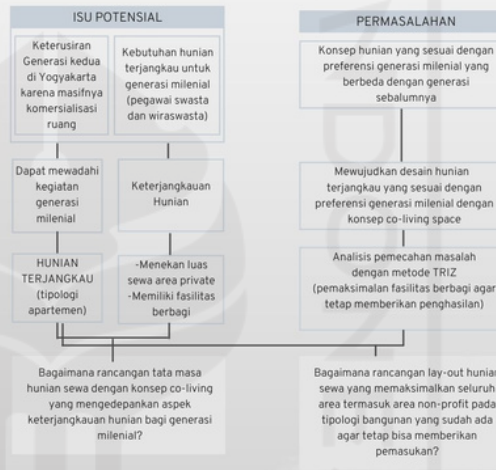 ISU POTENSIAL
Keterusiran
Generasi kedua
di Yogyakarta
karena masifnya
komersialisasi
ruang
Kebutuhan hunian
terjangkau untuk
generasi milenial
(pegawai swasta
dan wiraswasta)
Dapat mewadahi
kegiatan
generasi
milenial
Keterjangkauan
Hunian
HUNIAN
TERJANGKAU
(tipologi
apartemen)
-Menekan luas
sewa area private
-Memiliki fasilitas
berbagi
Bagaimana rancangan tata masa
hunian sewa dengan konsep co-living
yang mengedepankan aspek
keterjangkauan hunian bagi generasi
milenial?
PERMASALAHAN
Konsep hunian yang sesuai dengan
preferensi generasi milenial yang
berbeda dengan generasi
sebalumnya
Mewujudkan desain hunian
terjangkau yang sesuai dengan
preferensi generasi milenial dengan
konsep co-living space
Analisis pemecahan masalah
dengan metode TRIZ
(pemaksimalan fasilitas berbagi agar
tetap memberikan penghasilan)
Bagaimana rancangan lay-out hunian
sewa yang memaksimalkan seluruh
area termasuk area non-profit pada
tipologi bangunan yang sudah ada
agar tetap bisa memberikan
pemasukan?